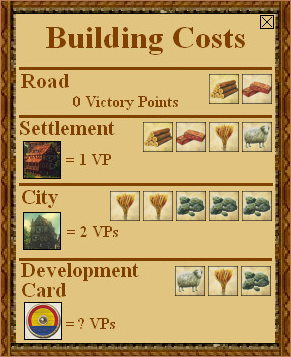 Building Costs
Road
0 Victory Points
Settlement
= 1 VP
City
= 2 VPs
Development
Card
= ? VPs